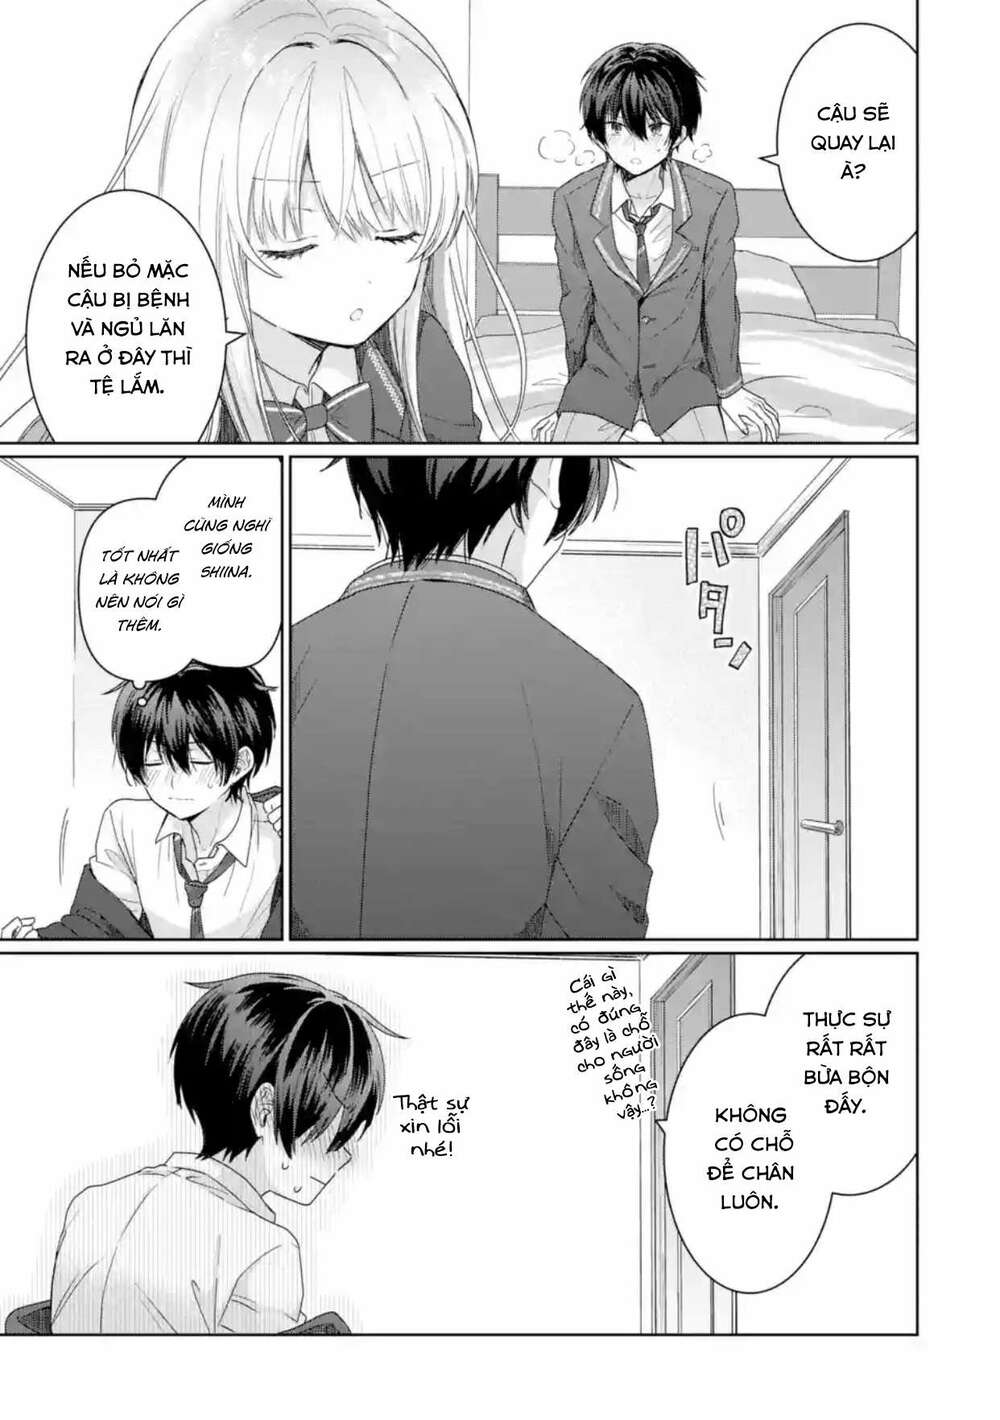 CẬU SẼ
QUAY LẠI
À?
NẾU BỎ MẶC
CẬU BỊ BỆNH
VÀ NGỦ LĂN
RA Ở ĐÂY THÌ
TỆ LẮM.
パタン
MÌNH
CŨNG NGHĨ
GIỐNG
SHIINA.
TỐT NHẤT
LÀ KHÔNG
NÊN NÓI GÌ
THÊM.
THỰC SỰ
RẤT RẤT
BỪA BỘN
ĐẤY.
KHÔNG
CÓ CHỖ
ĐỂ CHÂN
LUÔN.
Cái gì
thế này,
có đúng
đây là chỗ
cho người
sống
không
vậy...?
Thật sự
xin lỗi
nhé!